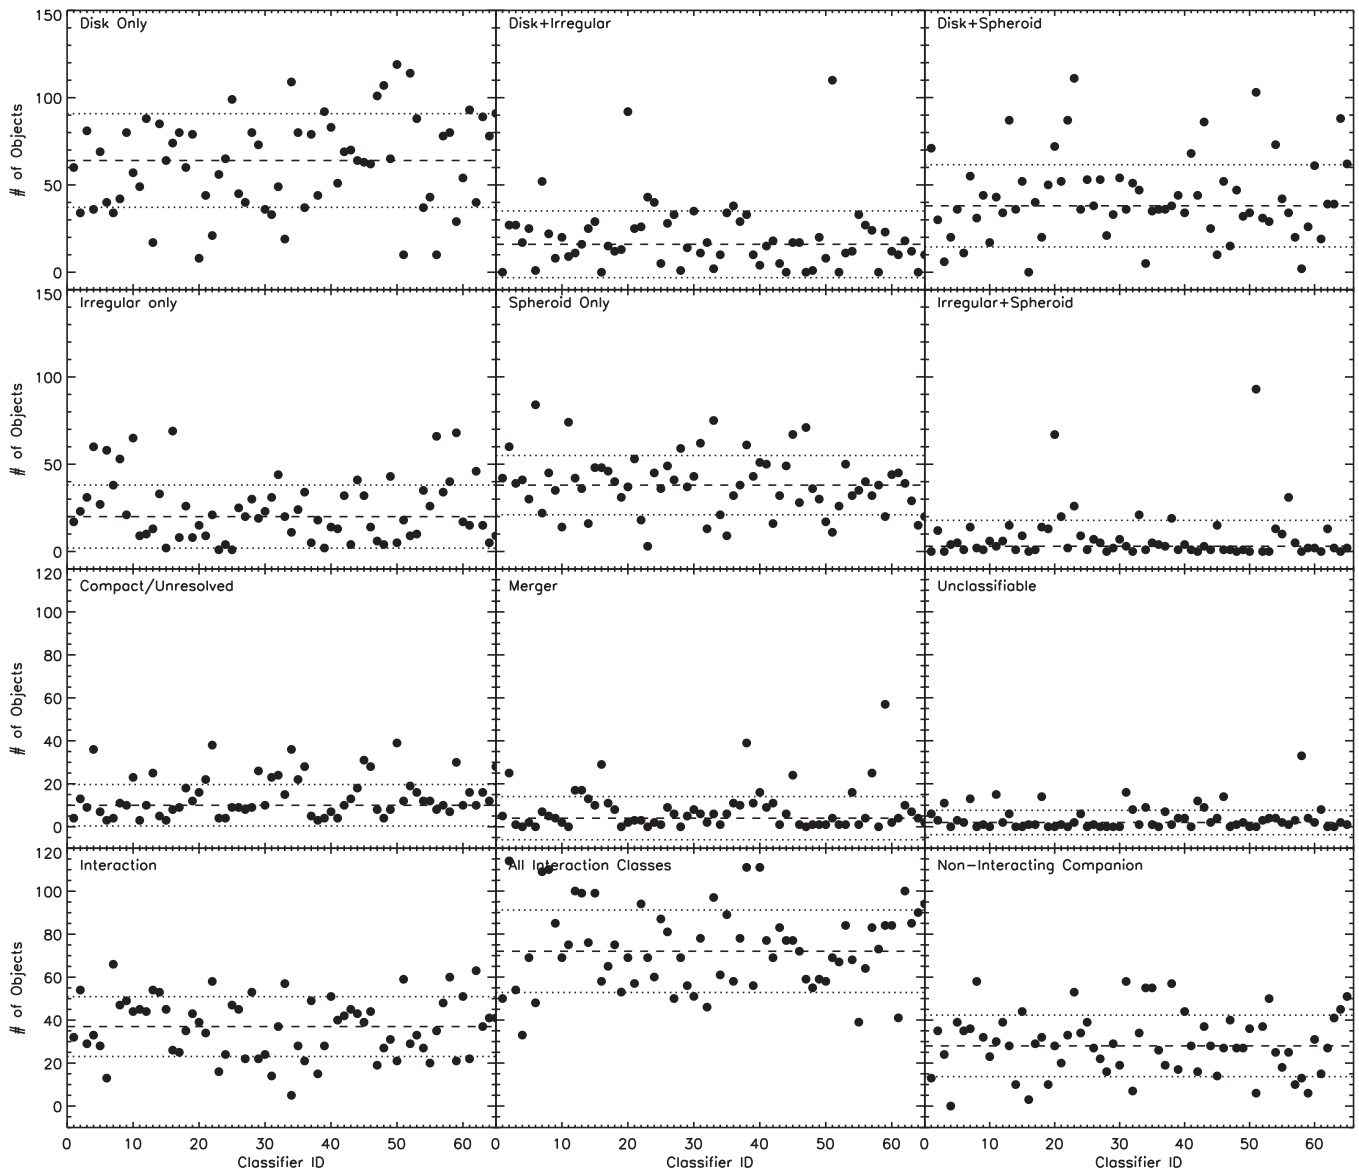 Disk Only
Disk+Irregular
Disk+Spheroid
150
100
50
0
# of Objects
Irregular only
Spheroid Only
Irregular+Spheroid
150
100
50
0
# of Objects
Compact/Unresolved
Merger
Unclassifiable
120
100
80
60
40
20
0
# of Objects
Interaction
All Interaction Classes
Non-Interacting Companion
120
100
80
60
40
20
0
# of Objects
0 10 20 30 40 50 60
0 10 20 30 40 50 60
0 10 20 30 40 50 60
Classifier ID
Classifier ID
Classifier ID